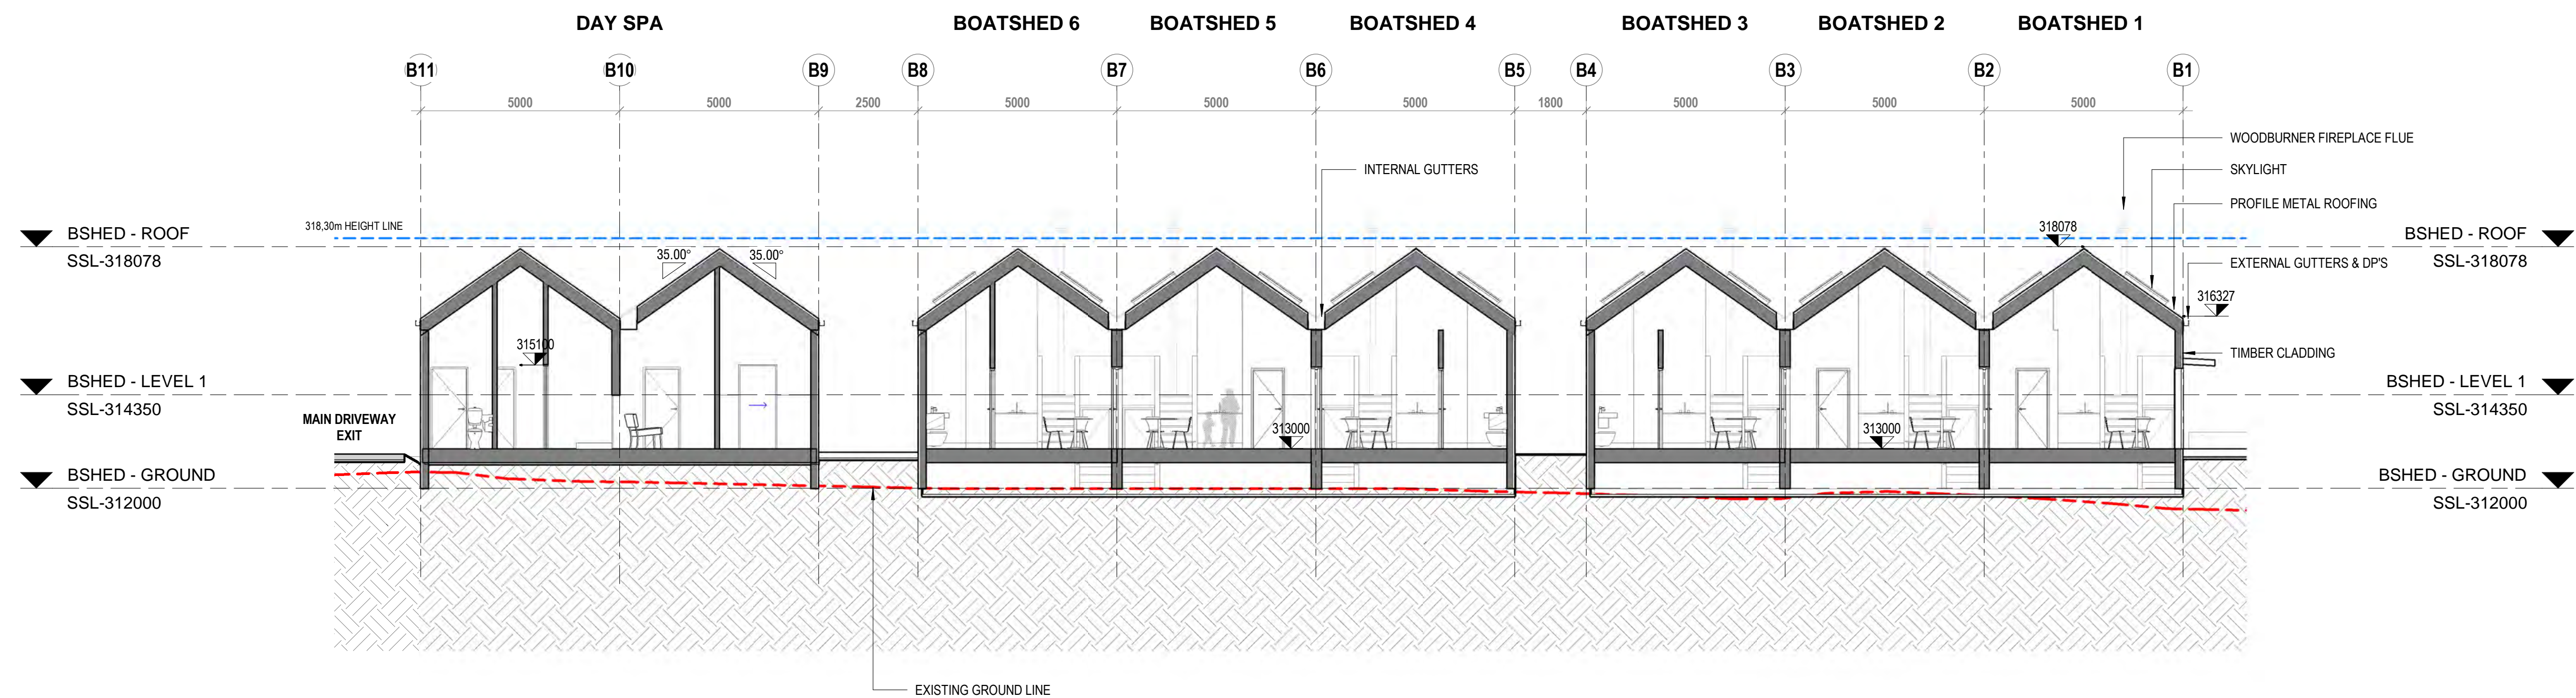 DAY SPA
BOATSHED 6
BOATSHED 5
BOATSHED 4
BOATSHED 3
BOATSHED 2
BOATSHED 1
B11
B10
B9
B8
B7
B6
B5
B4
B3
B2
B1
5000
5000
2500
5000
5000
5000
1800
5000
5000
5000
WOODBURNER FIREPLACE FLUE
INTERNAL GUTTERS
SKYLIGHT
PROFILE METAL ROOFING
318,30m HEIGHT LINE
318078
BSHED - ROOF
SSL-318078
BSHED - ROOF
SSL-318078
35.00°
35.00°
EXTERNAL GUTTERS & DP'S
316327
315100
TIMBER CLADDING
BSHED - LEVEL 1
SSL-314350
BSHED - LEVEL 1
SSL-314350
MAIN DRIVEWAY
EXIT
313000
313000
BSHED - GROUND
SSL-312000
BSHED - GROUND
SSL-312000
EXISTING GROUND LINE